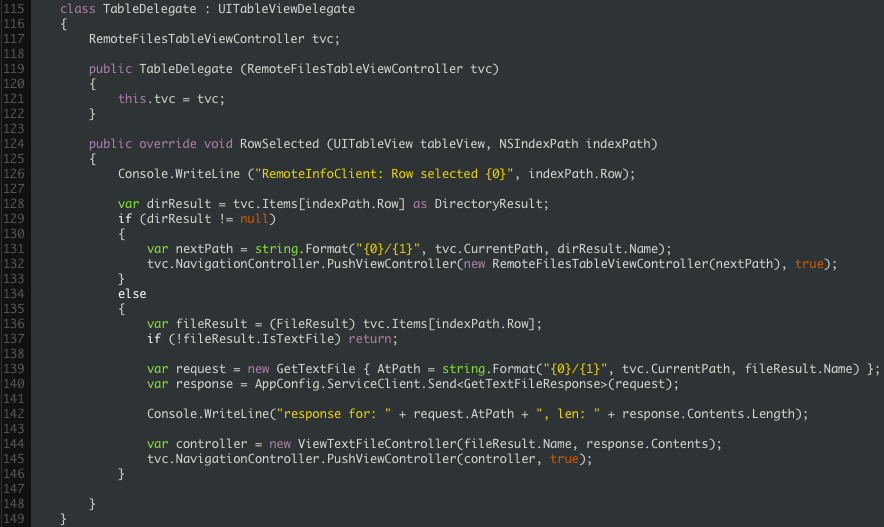 115 class TableDelegate : UITableViewDelegate
116 {
117 RemoteFilesTableViewController tvc;
118
119 public TableDelegate (RemoteFilesTableViewController tvc)
120 {
121 this.tvc = tvc;
122 }
123
124 public override void RowSelected (UITableView tableView, NSIndexPath indexPath)
125 {
126 Console.WriteLine ("RemoteInfoClient: Row selected {0}", indexPath.Row);
127
128 var dirResult = tvc.Items[indexPath.Row] as DirectoryResult;
129 if (dirResult != null)
130 {
131 var nextPath = string.Format("{0}/{1}", tvc.CurrentPath, dirResult.Name);
132 tvc.NavigationController.PushViewController(new RemoteFilesTableViewController(nextPath), true);
133 }
134 else
135 {
136 var fileResult = (FileResult) tvc.Items[indexPath.Row];
137 if (!fileResult.IsTextFile) return;
138
139 var request = new GetTextFile { AtPath = string.Format("{0}/{1}", tvc.CurrentPath, fileResult.Name) };
140 var response = AppConfig.ServiceClient.Send<GetTextFileResponse>(request);
141
142 Console.WriteLine("response for: " + request.AtPath + ", len: " + response.Contents.Length);
143
144 var controller = new ViewTextFileController(fileResult.Name, response.Contents);
145 tvc.NavigationController.PushViewController(controller, true);
146 }
147
148 }
149 }